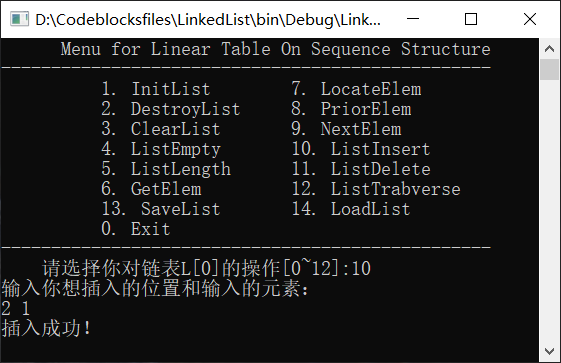 D:\Codeblocksfiles\LinkedList\bin\Debug\Link...
Menu for Linear Table On Sequence Structure
-------------------------------------------------
1. InitList 7. LocateElem
2. DestroyList 8. PriorElem
3. ClearList 9. NextElem
4. ListEmpty 10. ListInsert
5. ListLength 11. ListDelete
6. GetElem 12. ListTrabverse
13. SaveList 14. LoadList
0. Exit
-------------------------------------------------
请选择你对链表L[0]的操作[0~12]:10
输入你想插入的位置和输入的元素:
2 1
插入成功!